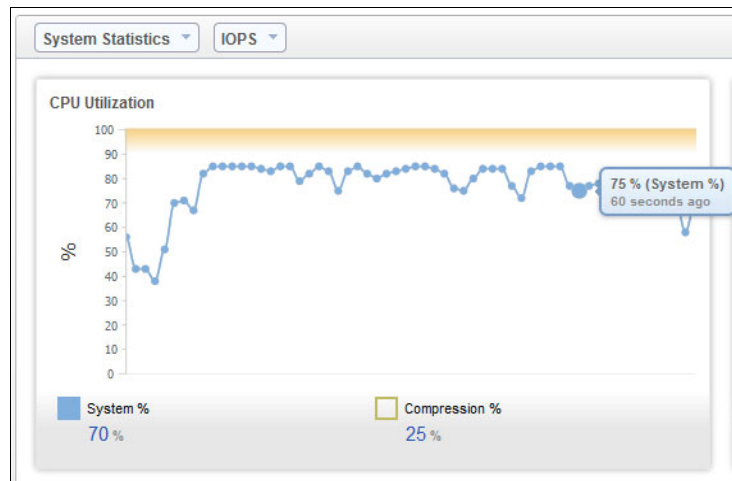 System Statistics IOPS
CPU Utilization
100
90
80
70
60
50
40
30
20
10
0
%
75 % (System %)
60 seconds ago
System % Compression %
70 % 25 %